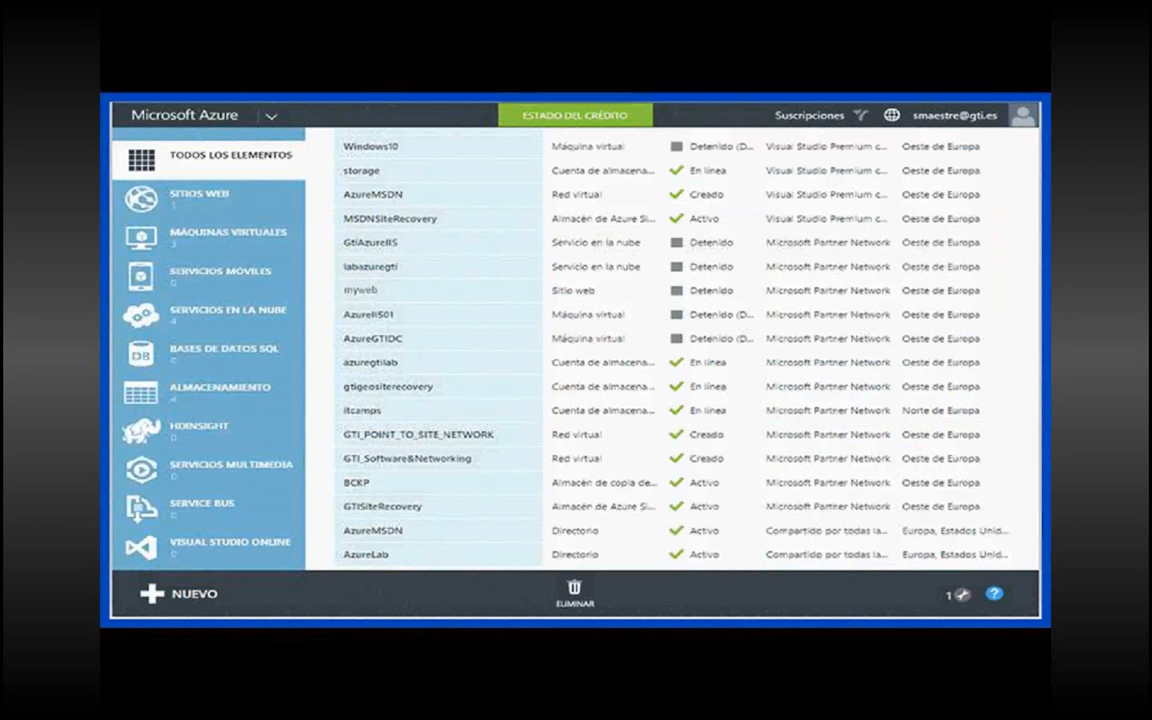 Microsoft Azure
ESTADO DEL CRÉDITO
Suscripciones
smaestre@gti.es
TODOS LOS ELEMENTOS
SITIOS WEB
1
MÁQUINAS VIRTUALES
3
SERVICIOS MÓVILES
0
SERVICIOS EN LA NUBE
4
BASES DE DATOS SQL
0
ALMACENAMIENTO
4
HDINSIGHT
0
SERVICIOS MULTIMEDIA
0
SERVICE BUS
0
VISUAL STUDIO ONLINE
0
Windows10 Máquina virtual Detenido (D... Visual Studio Premium c... Oeste de Europa
storage Cuenta de almacena... En línea Visual Studio Premium c... Oeste de Europa
AzureMSDN Red virtual Creado Visual Studio Premium c... Oeste de Europa
MSDNSiteRecovery Almacén de Azure Si... Activo Visual Studio Premium c... Oeste de Europa
GtiAzureIIS Servicio en la nube Detenido Microsoft Partner Network Oeste de Europa
labazuregti Servicio en la nube Detenido Microsoft Partner Network Oeste de Europa
myweb Sitio web Detenido Microsoft Partner Network Oeste de Europa
AzureIIS01 Máquina virtual Detenido (D... Microsoft Partner Network Oeste de Europa
AzureGTIDC Máquina virtual Detenido (D... Microsoft Partner Network Oeste de Europa
azuregtilab Cuenta de almacena... En línea Microsoft Partner Network Oeste de Europa
gtigeositerecovery Cuenta de almacena... En línea Microsoft Partner Network Oeste de Europa
itcamps Cuenta de almacena... En línea Microsoft Partner Network Norte de Europa
GTI_POINT_TO_SITE_NETWORK Red virtual Creado Microsoft Partner Network Oeste de Europa
GTI_Software&Networking Red virtual Creado Microsoft Partner Network Oeste de Europa
BCKP Almacén de copia de... Activo Microsoft Partner Network Oeste de Europa
GTISiteRecovery Almacén de Azure Si... Activo Microsoft Partner Network Oeste de Europa
AzureMSDN Directorio Activo Compartido por todas la... Europa, Estados Unid...
AzureLab Directorio Activo Compartido por todas la... Europa, Estados Unid...
NUEVO
ELIMINAR
1
?